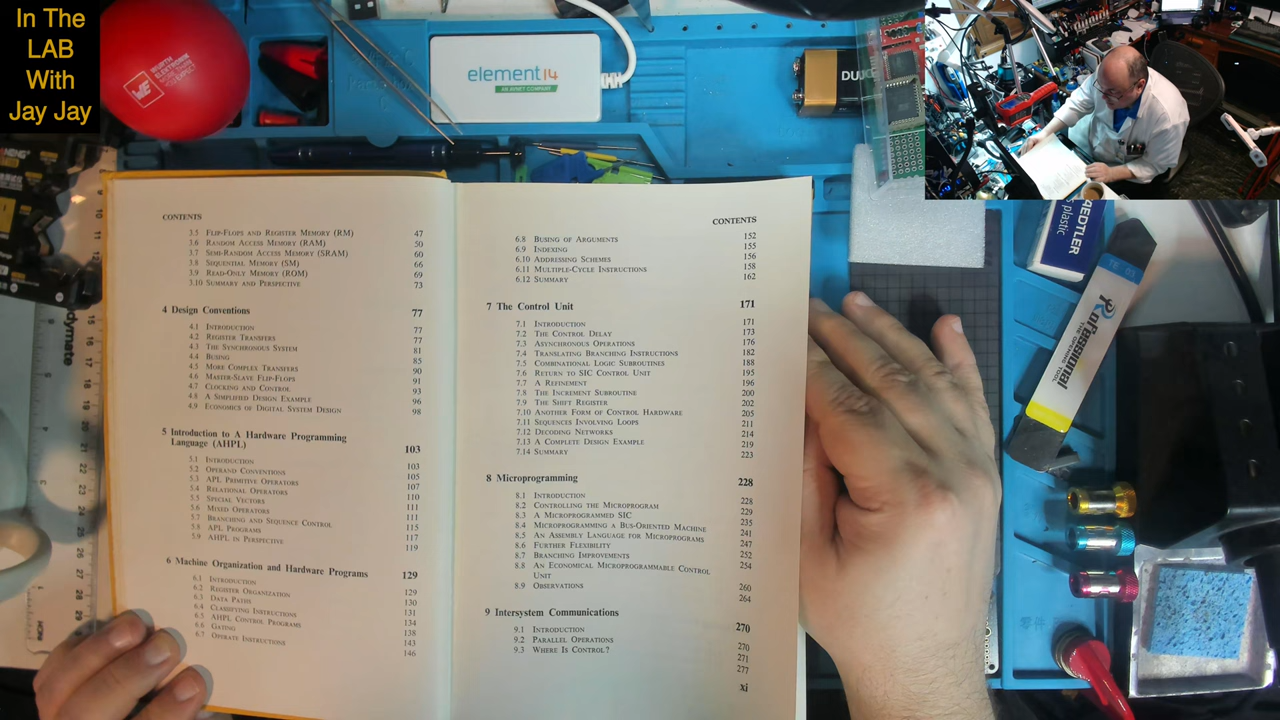 In The
LAB
With
Jay Jay
WURTH ELEKTRONIK
WE
element14
AN AVNET COMPANY
DU
CONTENTS
3.5 FLIP-FLOPS AND REGISTER MEMORY (RM) 47
3.6 RANDOM ACCESS MEMORY (RAM) 50
3.7 SEMI-RANDOM ACCESS MEMORY (SRAM) 60
3.8 SEQUENTIAL MEMORY (SM) 66
3.9 READ-ONLY MEMORY (ROM) 69
3.10 SUMMARY AND PERSPECTIVE 73
4 Design Conventions 77
4.1 INTRODUCTION 77
4.2 REGISTER TRANSFERS 77
4.3 THE SYNCHRONOUS SYSTEM 81
4.4 BUSING 85
4.5 MORE COMPLEX TRANSFERS 90
4.6 MASTER-SLAVE FLIP-FLOPS 91
4.7 CLOCKING AND CONTROL 93
4.8 A SIMPLIFIED DESIGN EXAMPLE 96
4.9 ECONOMICS OF DIGITAL SYSTEM DESIGN 98
5 Introduction to A Hardware Programming
Language (AHPL) 103
5.1 INTRODUCTION 103
5.2 OPERAND CONVENTIONS 105
5.3 APL PRIMITIVE OPERATORS 107
5.4 RELATIONAL OPERATORS 110
5.5 SPECIAL VECTORS 111
5.6 MIXED OPERATORS 111
5.7 BRANCHING AND SEQUENCE CONTROL 115
5.8 APL PROGRAMS 117
5.9 AHPL IN PERSPECTIVE 119
6 Machine Organization and Hardware Programs 129
6.1 INTRODUCTION 129
6.2 REGISTER ORGANIZATION 130
6.3 DATA PATHS 131
6.4 CLASSIFYING INSTRUCTIONS 134
6.5 AHPL CONTROL PROGRAMS 138
6.6 GATING 143
6.7 OPERATE INSTRUCTIONS 146
CONTENTS
6.8 BUSING OF ARGUMENTS 152
6.9 INDEXING 155
6.10 ADDRESSING SCHEMES 156
6.11 MULTIPLE-CYCLE INSTRUCTIONS 158
6.12 SUMMARY 162
7 The Control Unit 171
7.1 INTRODUCTION 171
7.2 THE CONTROL DELAY 173
7.3 ASYNCHRONOUS OPERATIONS 176
7.4 TRANSLATING BRANCHING INSTRUCTIONS 182
7.5 COMBINATIONAL LOGIC SUBROUTINES 188
7.6 RETURN TO SIC CONTROL UNIT 195
7.7 A REFINEMENT 196
7.8 THE INCREMENT SUBROUTINE 200
7.9 THE SHIFT REGISTER 202
7.10 ANOTHER FORM OF CONTROL HARDWARE 205
7.11 SEQUENCES INVOLVING LOOPS 211
7.12 DECODING NETWORKS 214
7.13 A COMPLETE DESIGN EXAMPLE 219
7.14 SUMMARY 223
8 Microprogramming 228
8.1 INTRODUCTION 228
8.2 CONTROLLING THE MICROPROGRAM 229
8.3 A MICROPROGRAMMED SIC 235
8.4 MICROPROGRAMMING A BUS-ORIENTED MACHINE 241
8.5 AN ASSEMBLY LANGUAGE FOR MICROPROGRAMS 247
8.6 FURTHER FLEXIBILITY 252
8.7 BRANCHING IMPROVEMENTS 254
8.8 AN ECONOMICAL MICROPROGRAMMABLE CONTROL
UNIT 260
8.9 OBSERVATIONS 264
9 Intersystem Communications 270
9.1 INTRODUCTION 270
9.2 PARALLEL OPERATIONS 271
9.3 WHERE IS CONTROL? 277
xi
AEDTLER
s plastic
TE 03
Rofessional
THE OPENING TOOL